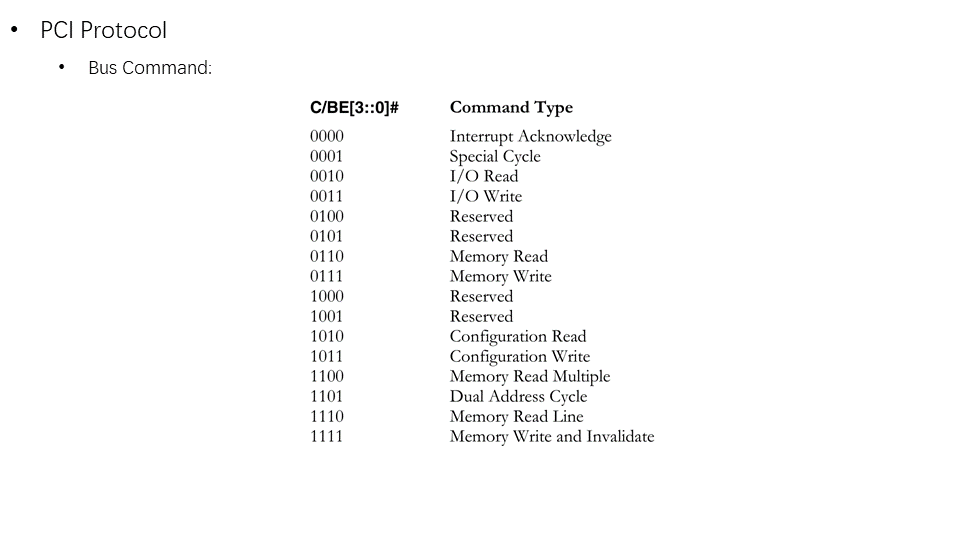 • PCI Protocol
• Bus Command:
C/BE[3::0]# Command Type
0000 Interrupt Acknowledge
0001 Special Cycle
0010 I/O Read
0011 I/O Write
0100 Reserved
0101 Reserved
0110 Memory Read
0111 Memory Write
1000 Reserved
1001 Reserved
1010 Configuration Read
1011 Configuration Write
1100 Memory Read Multiple
1101 Dual Address Cycle
1110 Memory Read Line
1111 Memory Write and Invalidate